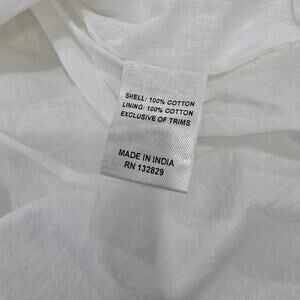 SHELL: 100% COTTON
LINING: 100% COTTON
EXCLUSIVE OF TRIMS
MADE IN INDIA
RN 132829